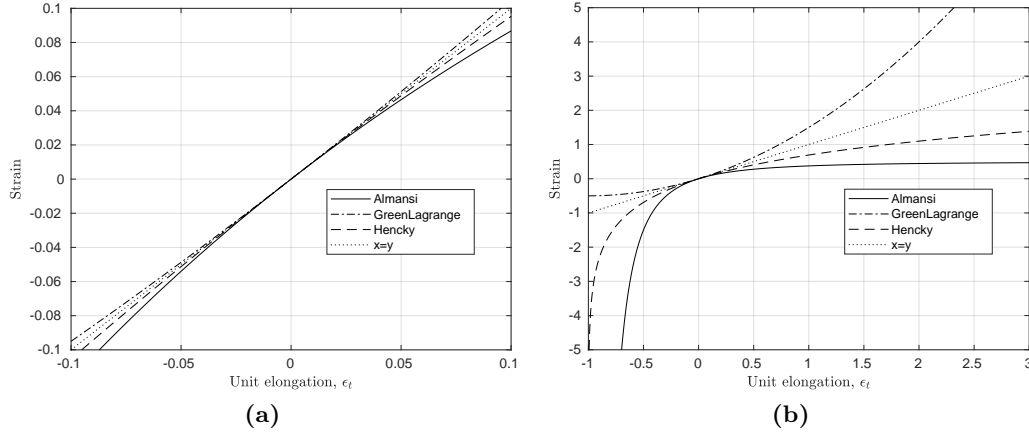 0.1
0.08
0.06
0.04
0.02
0
-0.02
-0.04
-0.06
-0.08
-0.1
Strain
-0.1
-0.05
0
0.05
0.1
Unit elongation, ϵt
Almansi
GreenLagrange
Hencky
x=y
(a)
5
4
3
2
1
0
-1
-2
-3
-4
-5
Strain
-1
-0.5
0
0.5
1
1.5
2
2.5
3
Unit elongation, ϵt
Almansi
GreenLagrange
Hencky
x=y
(b)